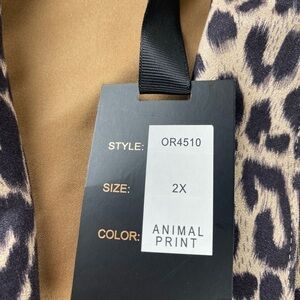 STYLE: OR4510
SIZE: 2X
COLOR: ANIMAL
PRINT